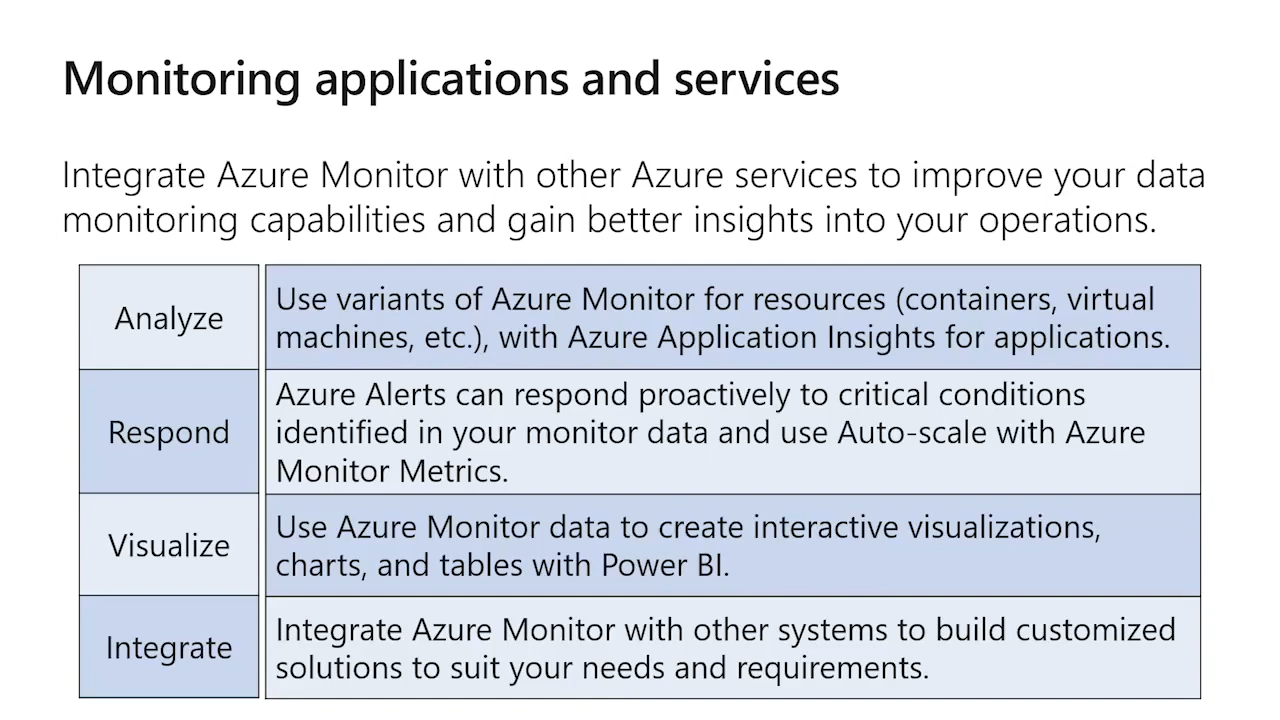 Monitoring applications and services
Integrate Azure Monitor with other Azure services to improve your data
monitoring capabilities and gain better insights into your operations.
Analyze
Use variants of Azure Monitor for resources (containers, virtual
machines, etc.), with Azure Application Insights for applications.
Respond
Azure Alerts can respond proactively to critical conditions
identified in your monitor data and use Auto-scale with Azure
Monitor Metrics.
Visualize
Use Azure Monitor data to create interactive visualizations,
charts, and tables with Power BI.
Integrate
Integrate Azure Monitor with other systems to build customized
solutions to suit your needs and requirements.